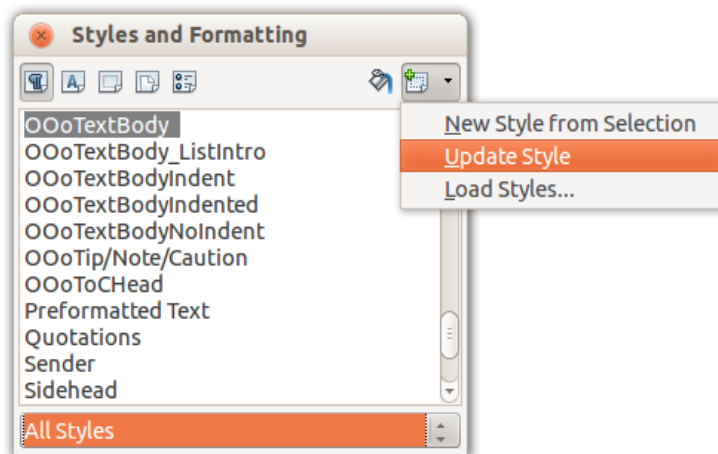 Styles and Formatting
New Style from Selection
Update Style
Load Styles...
OOoTextBody
OOoTextBody_ListIntro
OOoTextBodyIndent
OOoTextBodyIndented
OOoTextBodyNoIndent
OOoTip/Note/Caution
OOoToCHead
Preformatted Text
Quotations
Sender
Sidehead
All Styles